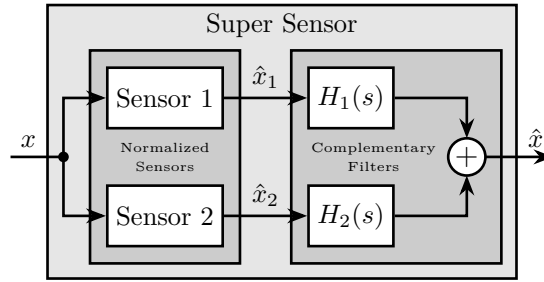 Super Sensor
x
Sensor 1
x̂₁
H₁(s)
Normalized
Sensors
Complementary
Filters
+
x̂
Sensor 2
x̂₂
H₂(s)